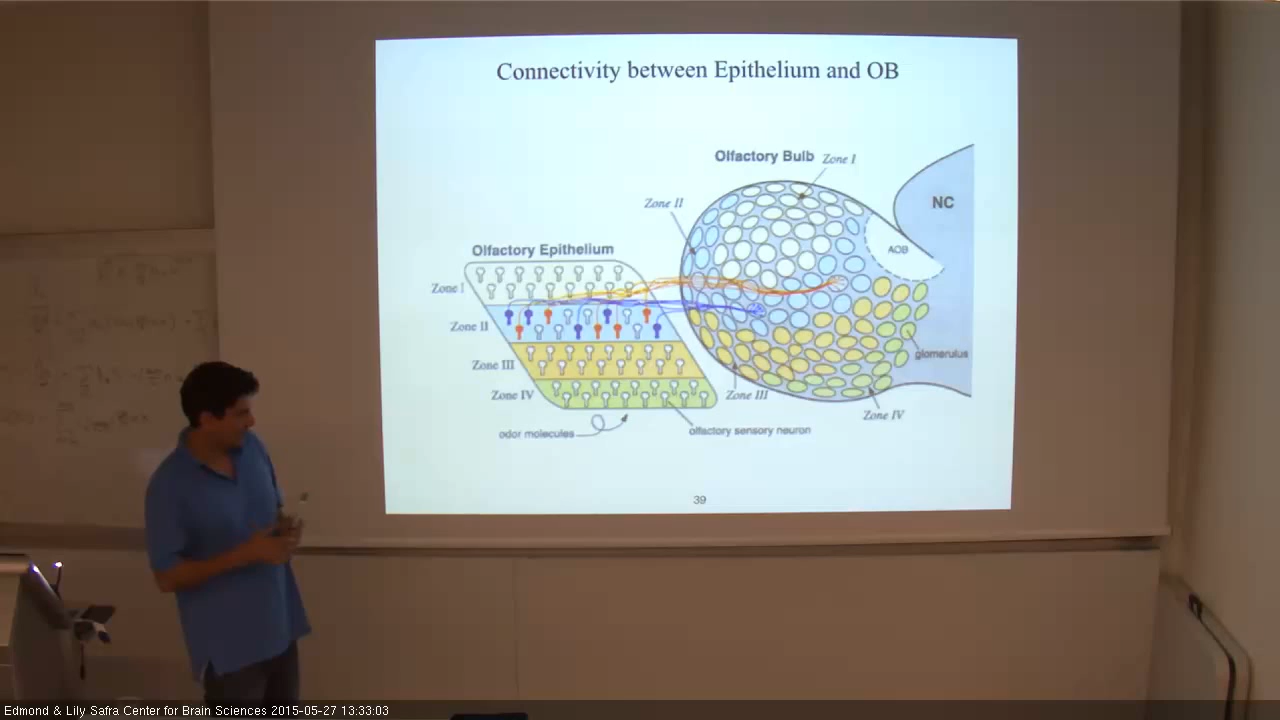 Connectivity between Epithelium and OB
Olfactory Bulb
Zone I
Zone II
NC
AOB
Olfactory Epithelium
Zone I
Zone II
Zone III
Zone IV
glomerulus
Zone III
Zone IV
odor molecules
olfactory sensory neuron
39
Edmond & Lily Safra Center for Brain Sciences 2015-05-27 13:33:03